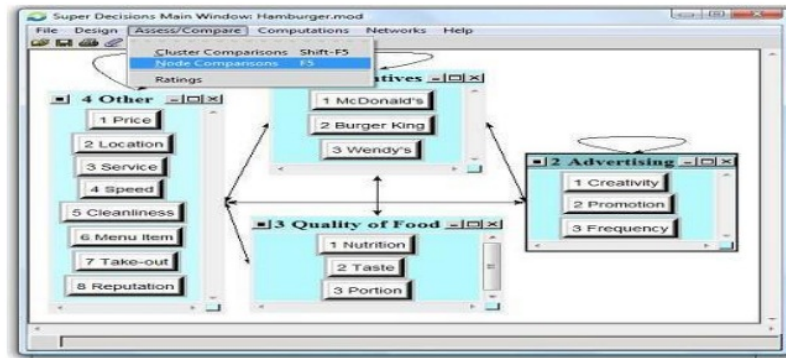 Super Decisions Main Window: Hamburger.mod
File Design Assess/Compare Computations Networks Help
Cluster Comparisons Shift-F5
Node Comparisons F5
Ratings
4 Other
1 Price
2 Location
3 Service
4 Speed
5 Cleanliness
6 Menu Item
7 Take-out
8 Reputation
atives
1 McDonald's
2 Burger King
3 Wendy's
3 Quality of Food
1 Nutrition
2 Taste
3 Portion
2 Advertising
1 Creativity
2 Promotion
3 Frequency